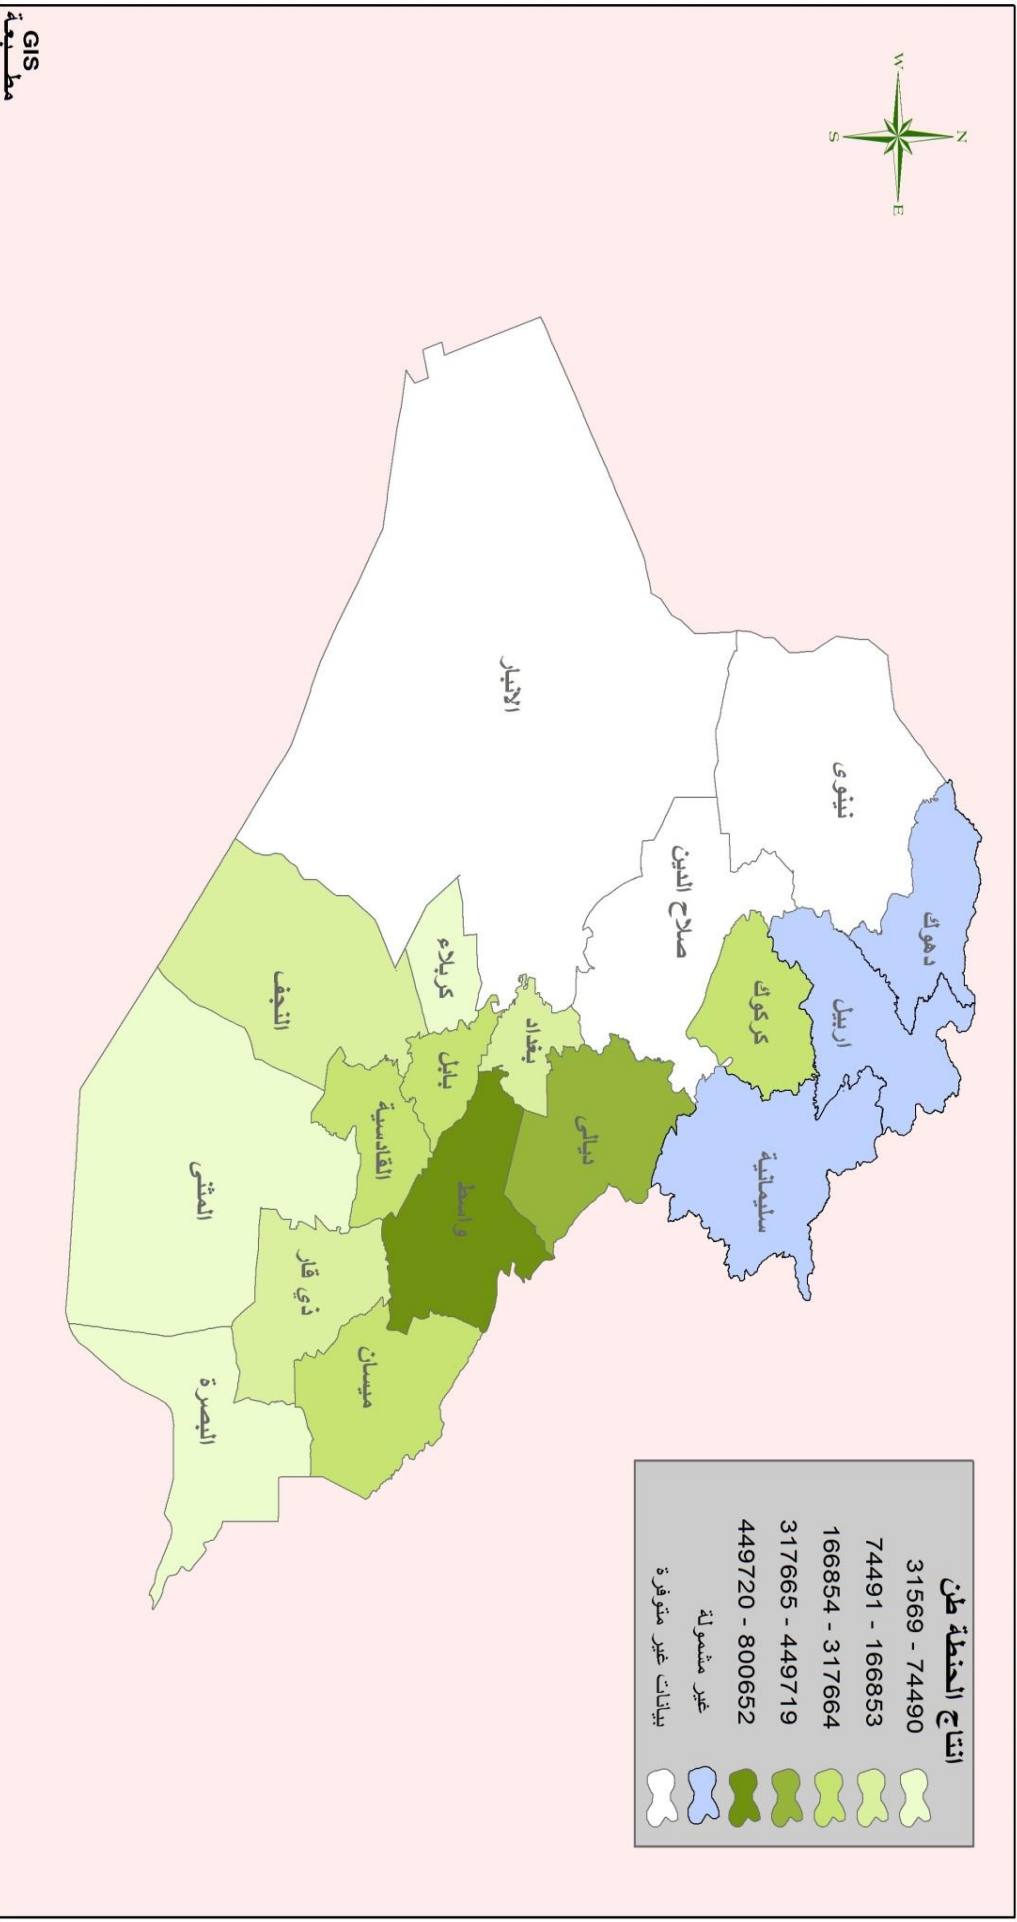 N
W
E
S
انتاج الحنطة طن
31569 - 74490
74491 - 166853
166854 - 317664
317665 - 449719
449720 - 800652
غير مشمولة
بيانات غير متوفرة
دهوك
نينوى
اربيل
سليمانية
كركوك
صلاح الدين
ديالى
الانبار
بغداد
كربلاء
بابل
واسط
القادسية
النجف
ميسان
ذي قار
المثنى
البصرة
GIS
مطبعة